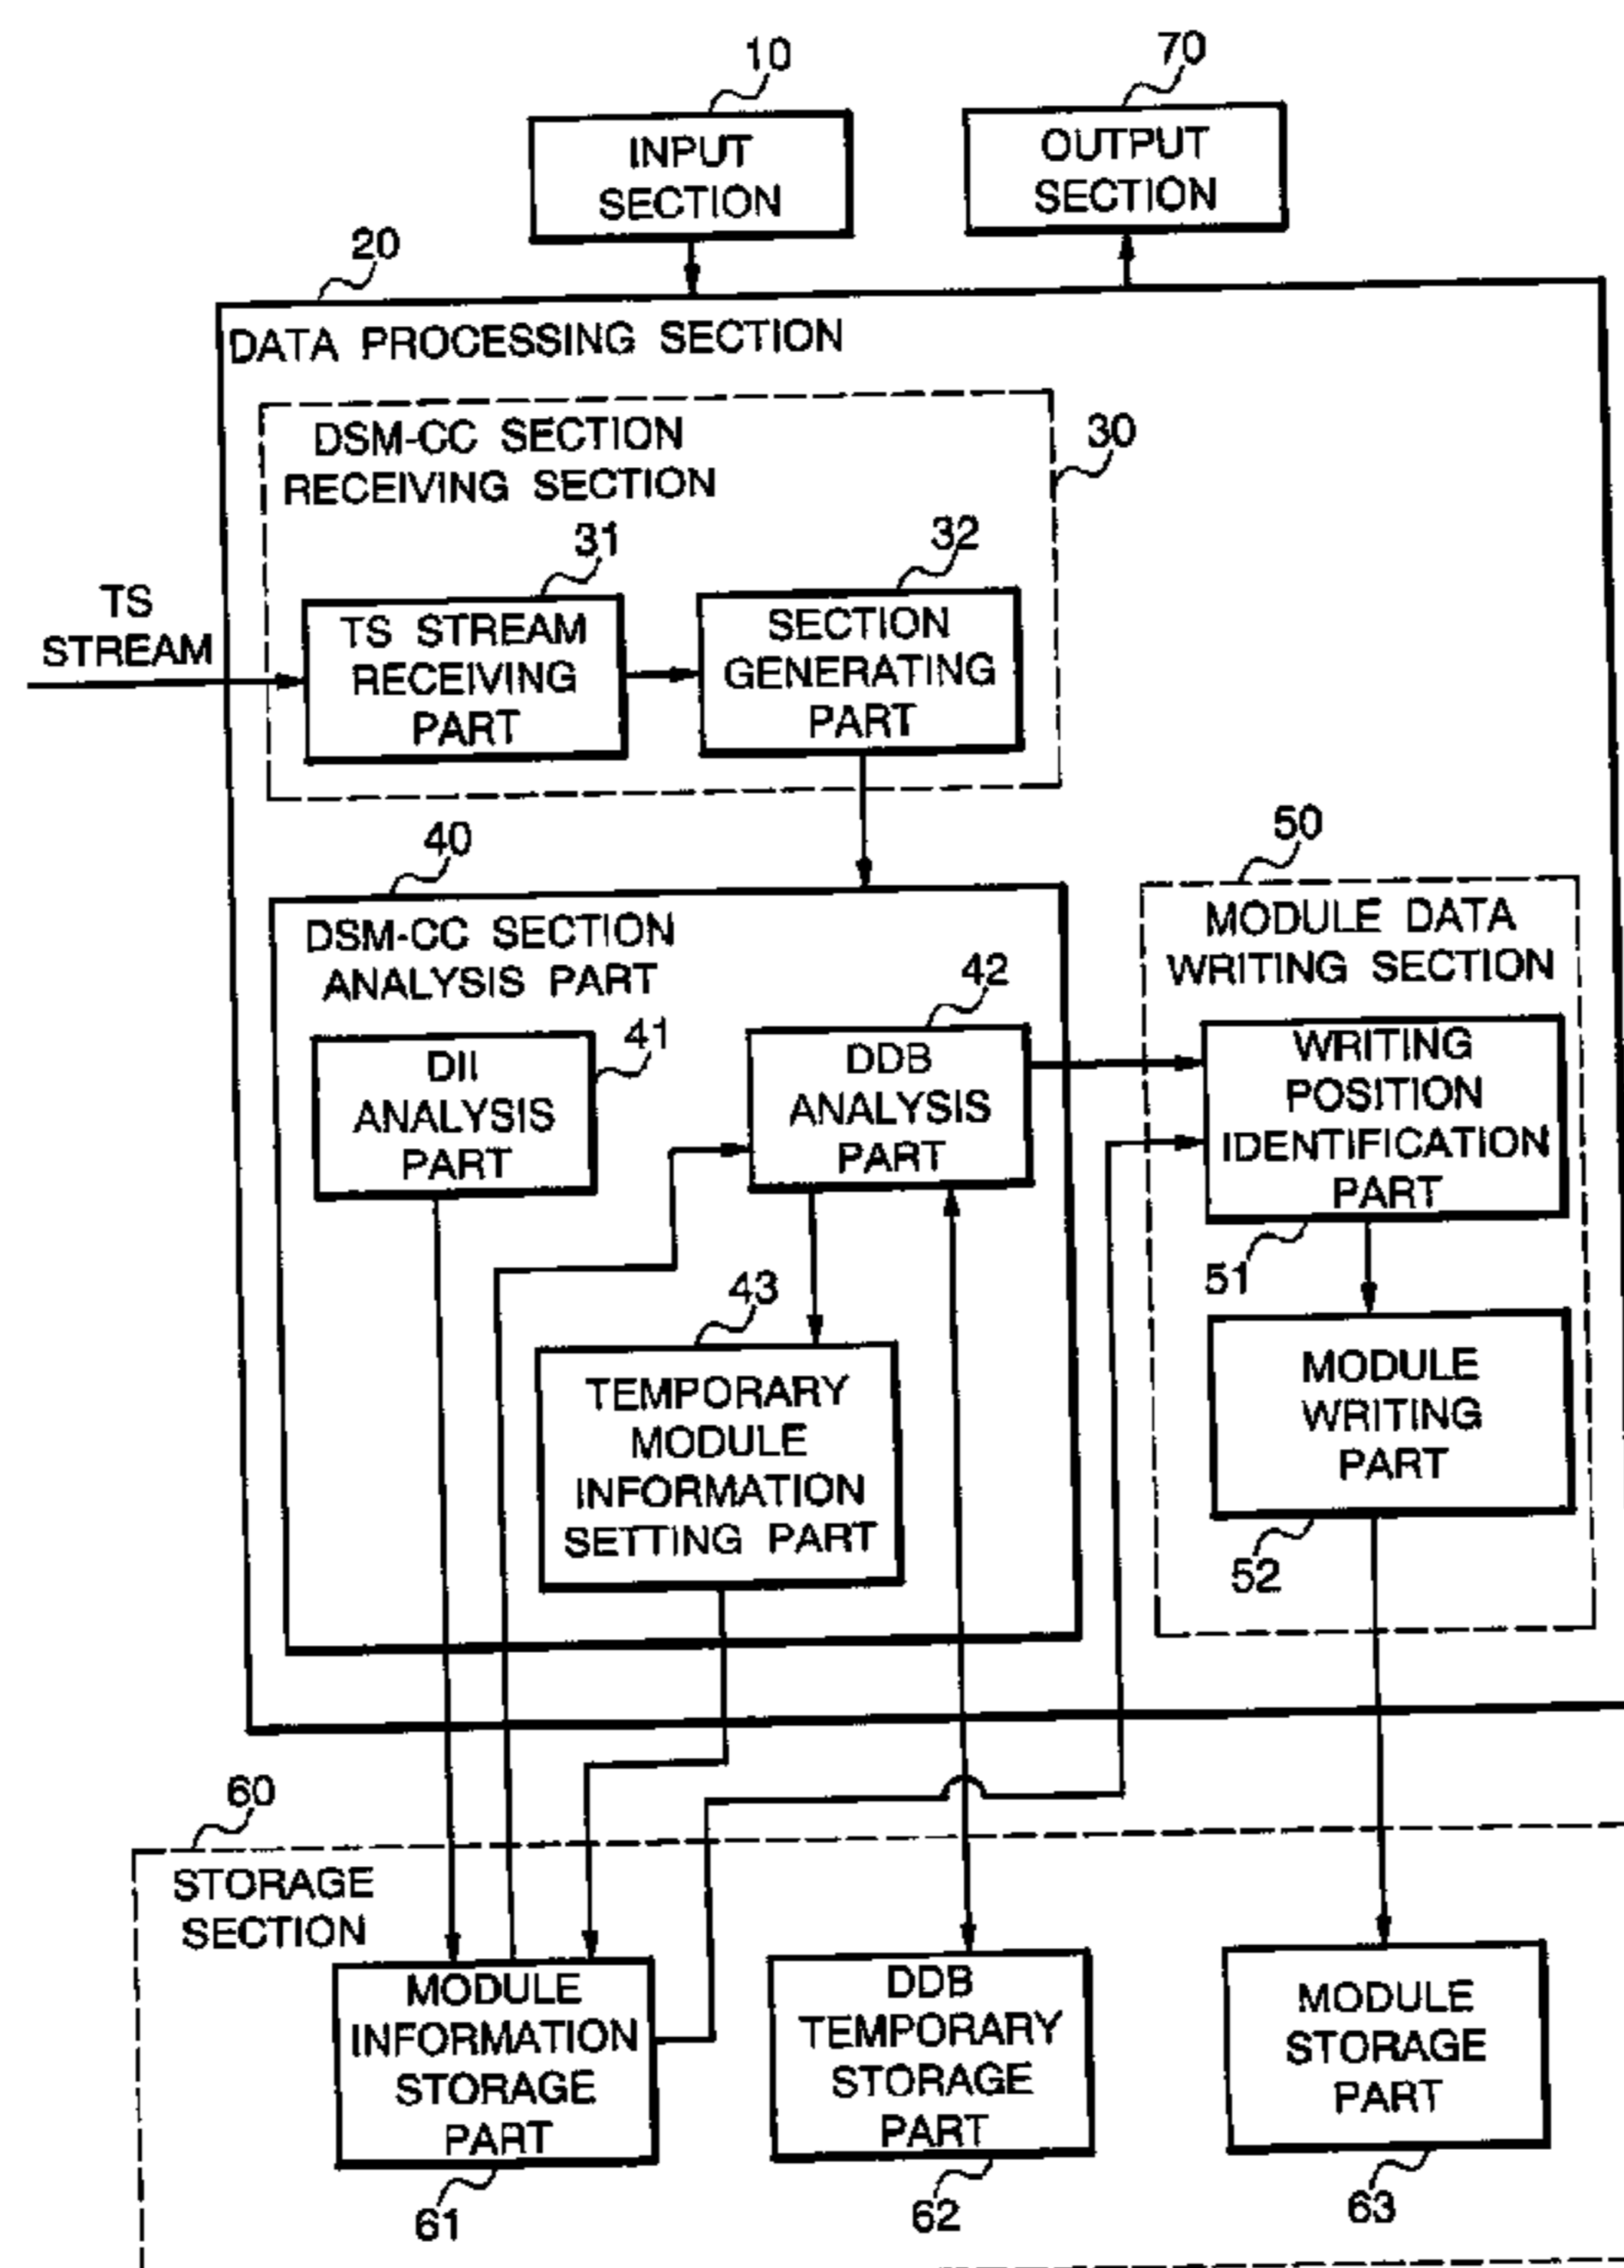 10
70
INPUT
SECTION
OUTPUT
SECTION
20
DATA PROCESSING SECTION
DSM-CC SECTION
RECEIVING SECTION
30
31
32
TS
STREAM
TS STREAM
RECEIVING
PART
SECTION
GENERATING
PART
40
50
DSM-CC SECTION
ANALYSIS PART
MODULE DATA
WRITING SECTION
41
42
DII
ANALYSIS
PART
DDB
ANALYSIS
PART
WRITING
POSITION
IDENTIFICATION
PART
51
43
TEMPORARY
MODULE
INFORMATION
SETTING PART
MODULE
WRITING
PART
52
60
STORAGE
SECTION
MODULE
INFORMATION
STORAGE
PART
DDB
TEMPORARY
STORAGE
PART
MODULE
STORAGE
PART
61
62
63